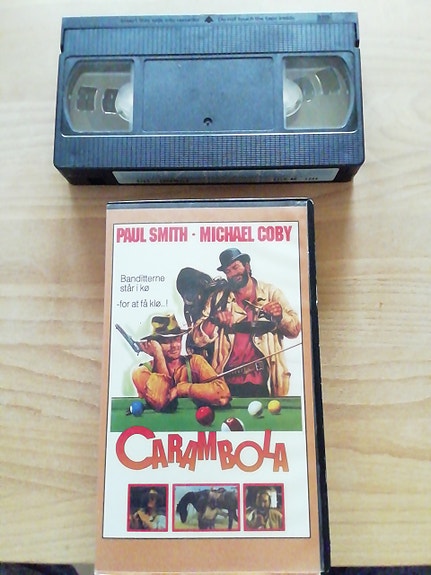 PAUL SMITH · MICHAEL COBY
Banditterne
står i kø
-for at få klø..!
CARAMBOLA